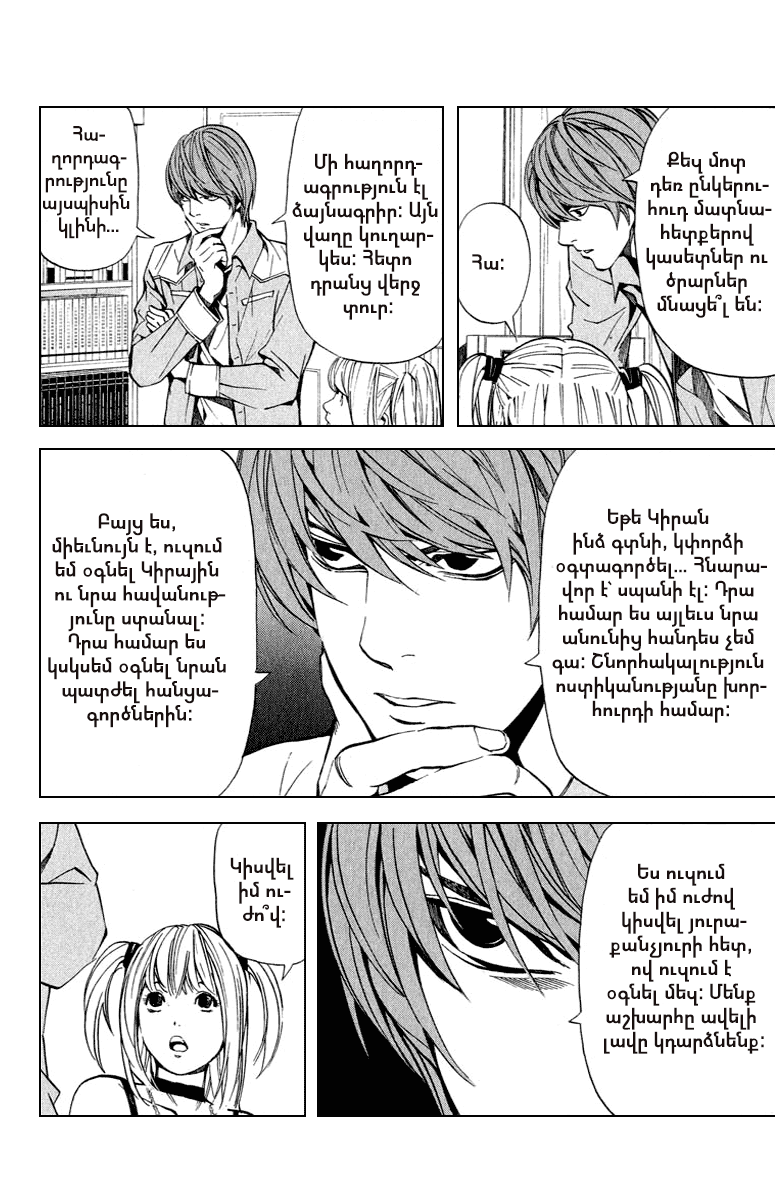 Քեզ մոտ
դեռ ընկերու-
հուդ մատնա-
հետքերով
կասետներ ու
ծրարներ
մնացե՞լ են:
Հա:
Մի հաղորդ-
ագրություն էլ
ձայնագրիր: Այն
վաղը կուղար-
կես: Հետո
դրանց վերջ
տուր:
Հա-
ղորդագ-
րությունը
այսպիսին
կլինի...
Եթե Կիրան
ինձ գտնի, կփորձի
օգտագործել... Հնարա-
վոր է՝ սպանի էլ: Դրա
համար ես այլեւս նրա
անունից հանդես չեմ
գա: Շնորհակալություն
ոստիկանությանը խոր-
հուրդի համար:
Բայց ես,
միեւնույն է, ուզում
եմ օգնել Կիրային
ու նրա հավանութ-
յունը ստանալ:
Դրա համար ես
կսկսեմ օգնել նրան
պատժել հանցա-
գործներին:
Ես ուզում
եմ իմ ուժով
կիսվել յուրա-
քանչյուրի հետ,
ով ուզում է
օգնել մեզ: Մենք
աշխարհը ավելի
լավը կդարձնենք:
Կիսվել
իմ ու-
ժո՞վ: